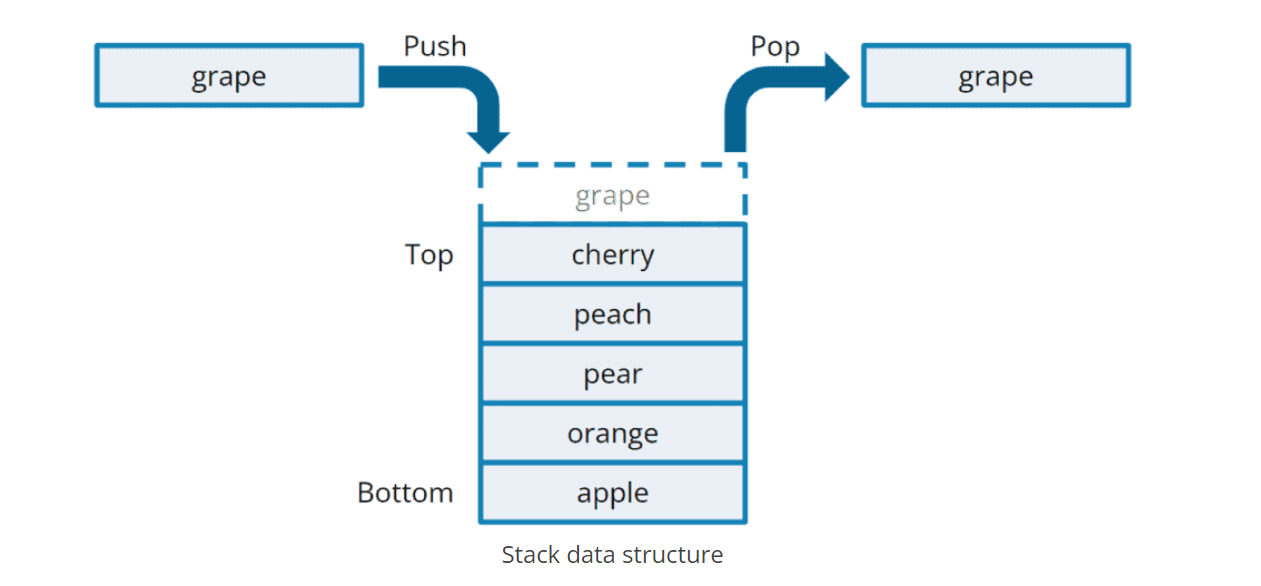 Push
Pop
grape
grape
grape
Top
cherry
peach
pear
orange
Bottom
apple
Stack data structure